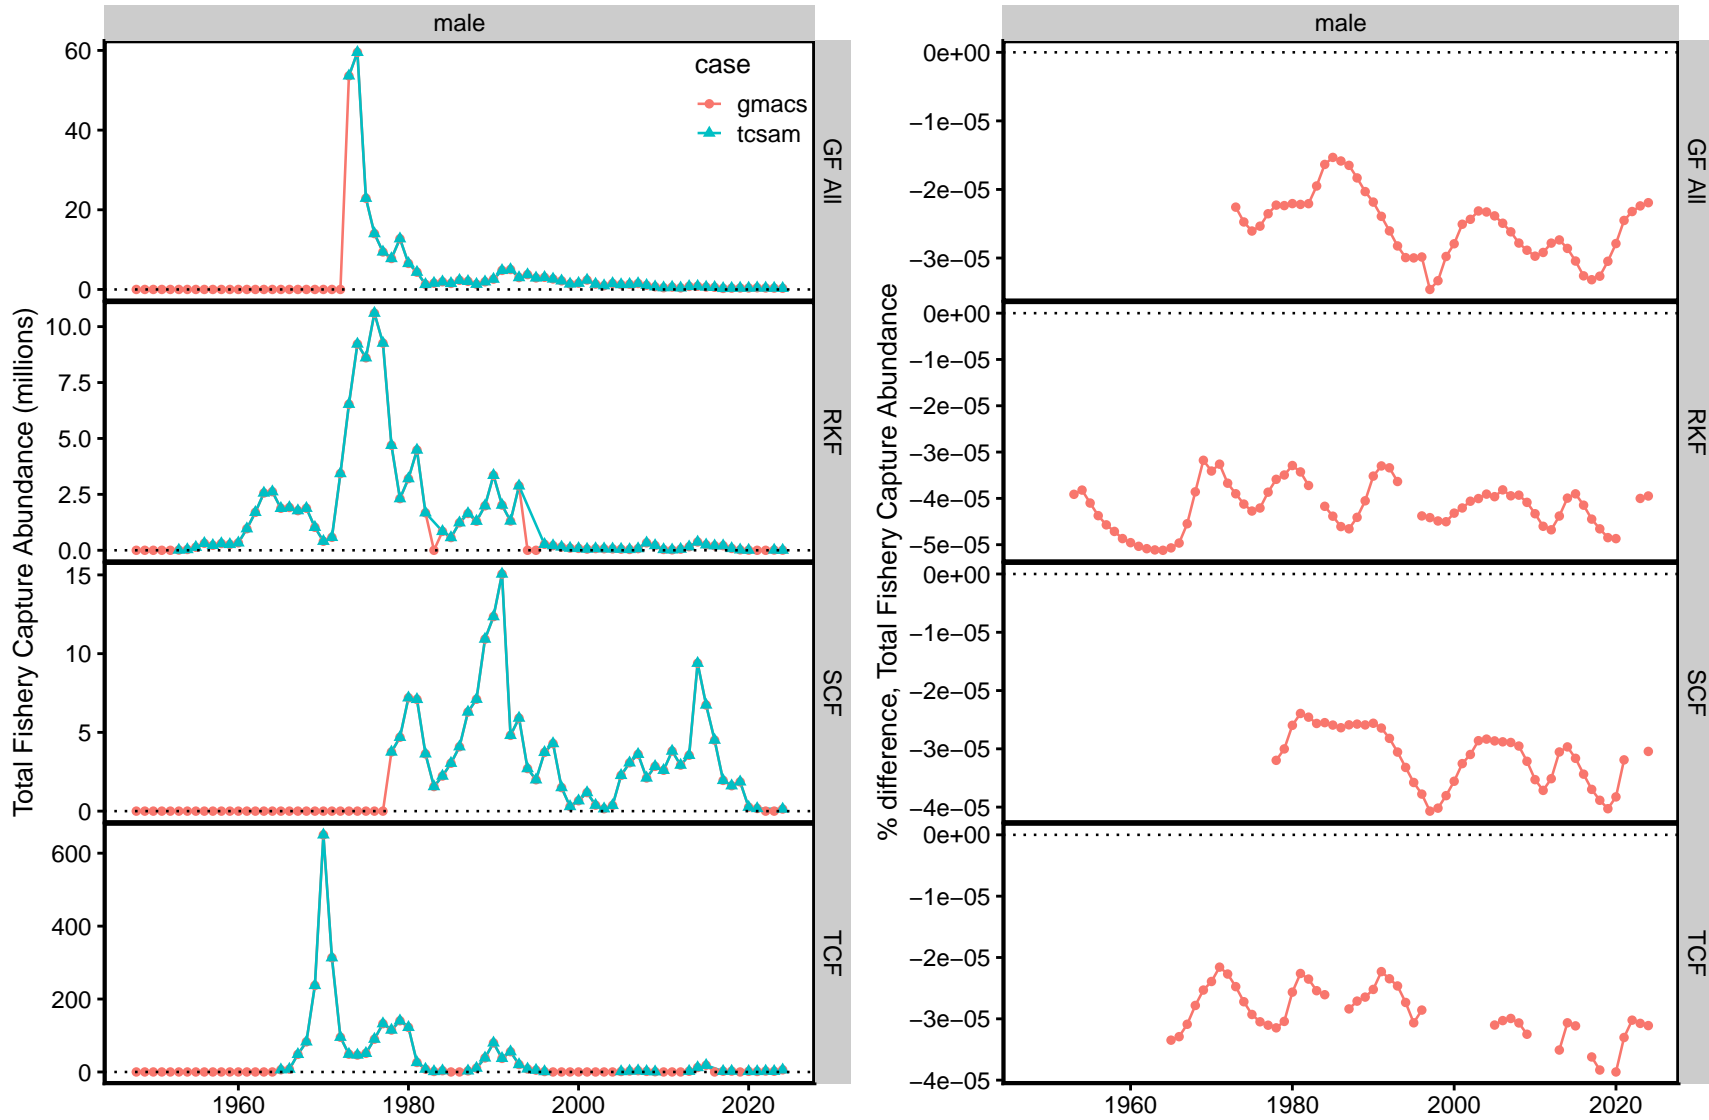 male
Total Fishery Capture Abundance (millions)
60
40
20
0
case
gmacs
tcsam
GF All
10.0
7.5
5.0
2.5
0.0
RKF
15
10
5
0
SCF
600
400
200
0
TCF
1960
1980
2000
2020
male
% difference, Total Fishery Capture Abundance
0e+00
−1e−05
−2e−05
−3e−05
GF All
0e+00
−1e−05
−2e−05
−3e−05
−4e−05
−5e−05
RKF
0e+00
−1e−05
−2e−05
−3e−05
−4e−05
SCF
0e+00
−1e−05
−2e−05
−3e−05
−4e−05
TCF
1960
1980
2000
2020